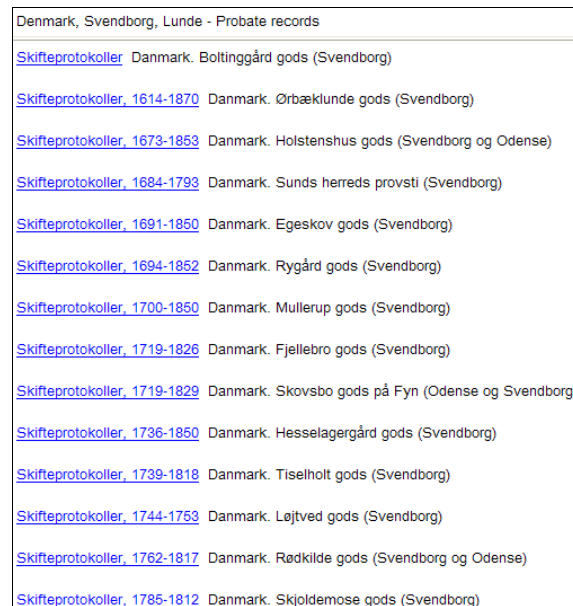 Denmark, Svendborg, Lunde - Probate records
Skifteprotokoller Danmark. Boltinggård gods (Svendborg)
Skifteprotokoller, 1614-1870 Danmark. Ørbæklunde gods (Svendborg)
Skifteprotokoller, 1673-1853 Danmark. Holstenshus gods (Svendborg og Odense)
Skifteprotokoller, 1684-1793 Danmark. Sunds herreds provsti (Svendborg)
Skifteprotokoller, 1691-1850 Danmark. Egeskov gods (Svendborg)
Skifteprotokoller, 1694-1852 Danmark. Rygård gods (Svendborg)
Skifteprotokoller, 1700-1850 Danmark. Mullerup gods (Svendborg)
Skifteprotokoller, 1719-1826 Danmark. Fjellebro gods (Svendborg)
Skifteprotokoller, 1719-1829 Danmark. Skovsbo gods på Fyn (Odense og Svendborg
Skifteprotokoller, 1736-1850 Danmark. Hesselagergård gods (Svendborg)
Skifteprotokoller, 1739-1818 Danmark. Tiselholt gods (Svendborg)
Skifteprotokoller, 1744-1753 Danmark. Løjtved gods (Svendborg)
Skifteprotokoller, 1762-1817 Danmark. Rødkilde gods (Svendborg og Odense)
Skifteprotokoller, 1785-1812 Danmark. Skjoldemose gods (Svendborg)